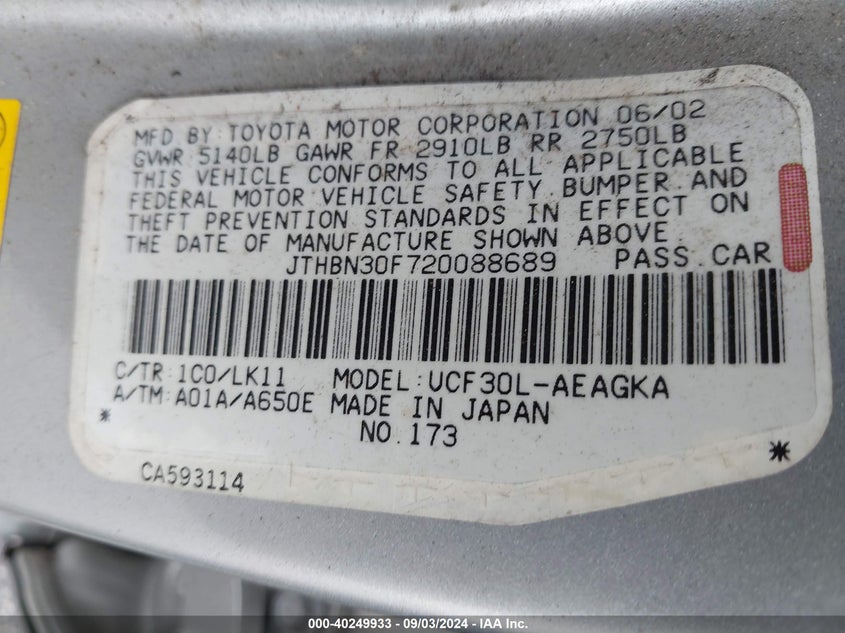 MFD BY: TOYOTA MOTOR CORPORATION 06/02
GVWR 5140LB GAWR FR 2910LB RR 2750LB
THIS VEHICLE CONFORMS TO ALL APPLICABLE
FEDERAL MOTOR VEHICLE SAFETY, BUMPER, AND
THEFT PREVENTION STANDARDS IN EFFECT ON
THE DATE OF MANUFACTURE SHOWN ABOVE.
JTHBN30F720088689 PASS.CAR
C/TR:1C0/LK11 MODEL:UCF30L-AEAGKA
A/TM:A01A/A650E MADE IN JAPAN
* NO.173 *
CA593114
000-40249933 - 09/03/2024 - IAA Inc.